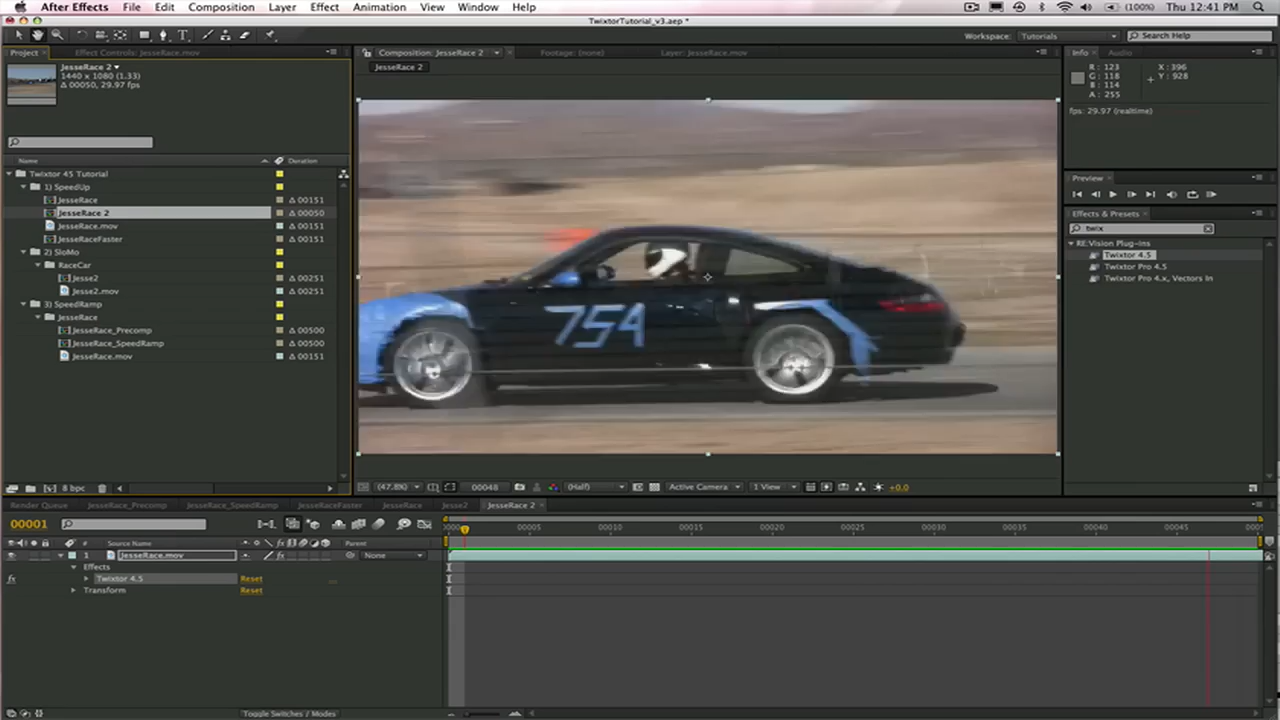 After Effects File Edit Composition Layer Effect Animation View Window Help (100%) Thu 12:41 PM
TwixtorTutorial_v3.aep *
Workspace: Tutorials Search Help
Project Effect Controls: JesseRace.mov Composition: JesseRace 2 Footage: (none) Layer: JesseRace.mov Info Audio
JesseRace 2
1440 x 1080 (1.33)
Δ 00050, 29.97 fps
JesseRace 2
R : 123
G : 118
B : 114
A : 255
X : 396
Y : 928
fps: 29.97 (realtime)
Name Duration
Twixtor 45 Tutorial
1) SpeedUp
JesseRace Δ 00151
JesseRace 2 Δ 00050
JesseRace.mov Δ 00151
JesseRaceFaster Δ 00151
2) SloMo
RaceCar
Jesse2 Δ 00251
Jesse2.mov Δ 00251
3) SpeedRamp
JesseRace
JesseRace_Precomp Δ 00500
JesseRace_SpeedRamp Δ 00500
JesseRace.mov Δ 00151
754
Preview
Effects & Presets
twix
RE:Vision Plug-ins
Twixtor 4.5
Twixtor Pro 4.5
Twixtor Pro 4.x, Vectors In
8 bpc
(47.8%) 00048 (Half) Active Camera 1 View +0.0
Render Queue JesseRace_Precomp JesseRace_SpeedRamp JesseRaceFaster JesseRace Jesse2 JesseRace 2
00001
00005 00010 00015 00020 00025 00030 00035 00040 00045
# Source Name Parent
1 JesseRace.mov None
Effects
fx Twixtor 4.5 Reset
Transform Reset
Toggle Switches / Modes